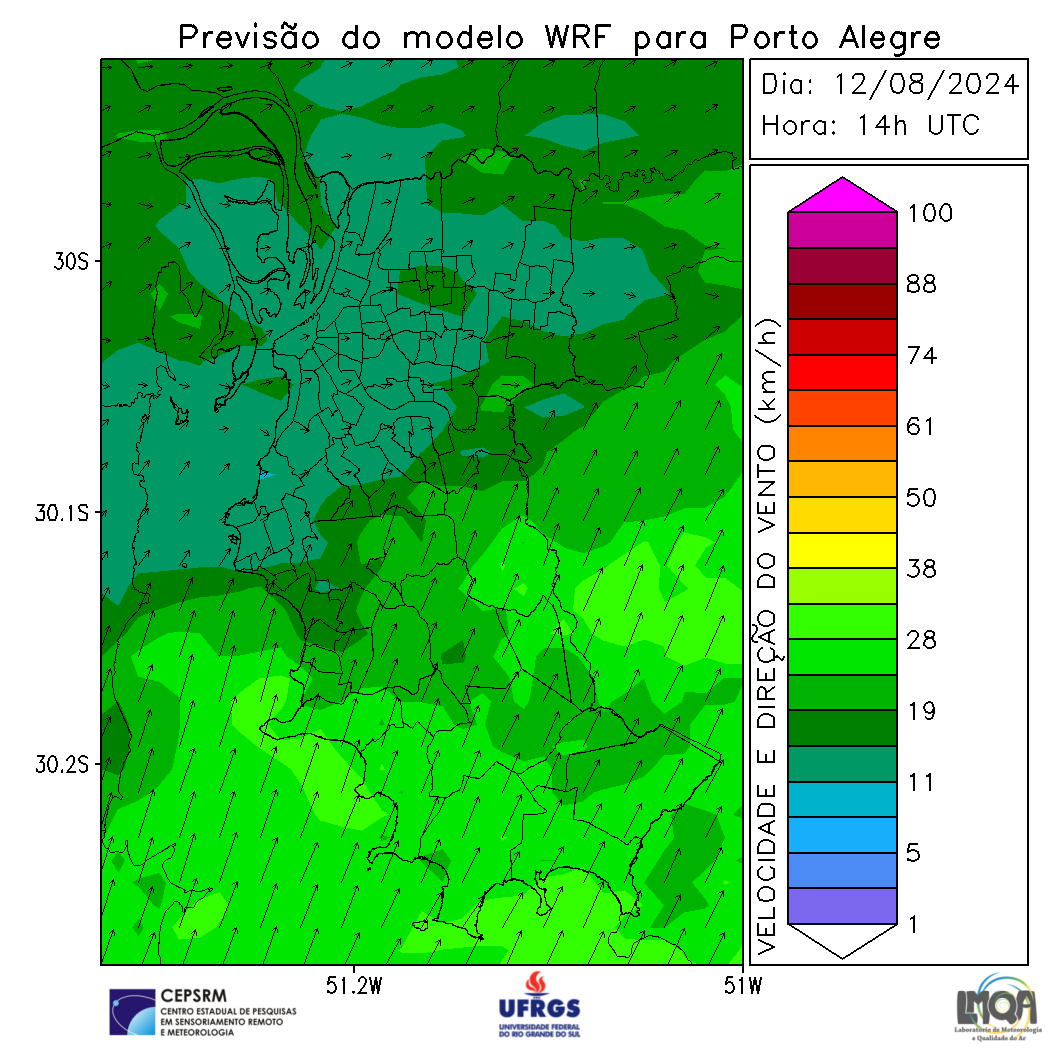 Previsão do modelo WRF para Porto Alegre
Dia: 12/08/2024
Hora: 14h UTC
30S
30.1S
30.2S
51.2W
51W
VELOCIDADE E DIREÇÃO DO VENTO (km/h)
100
88
74
61
50
38
28
19
11
5
1
CEPSRM
CENTRO ESTADUAL DE PESQUISAS
EM SENSORIAMENTO REMOTO
E METEOROLOGIA
UFRGS
UNIVERSIDADE FEDERAL
DO RIO GRANDE DO SUL
LMQA
Laboratório de Meteorologia
e Qualidade do Ar